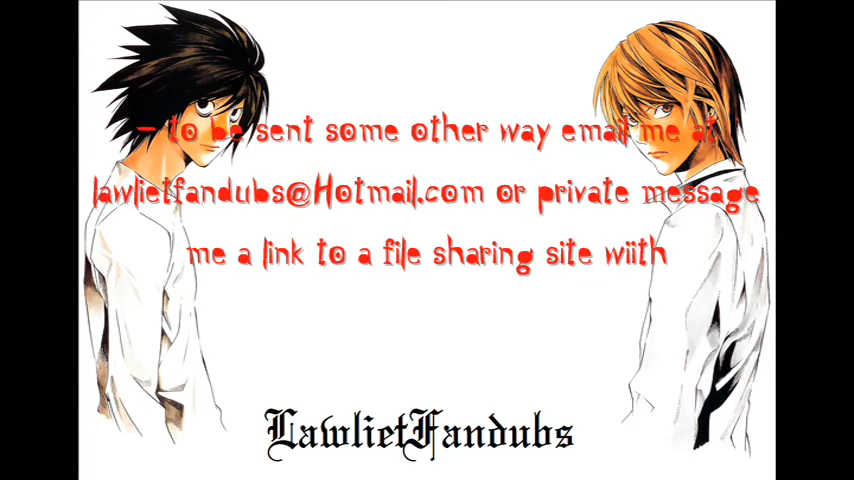 - to be sent some other way email me at
lawlietfandubs@Hotmail.com or private message
me a link to a file sharing site wiith
LawlietFandubs